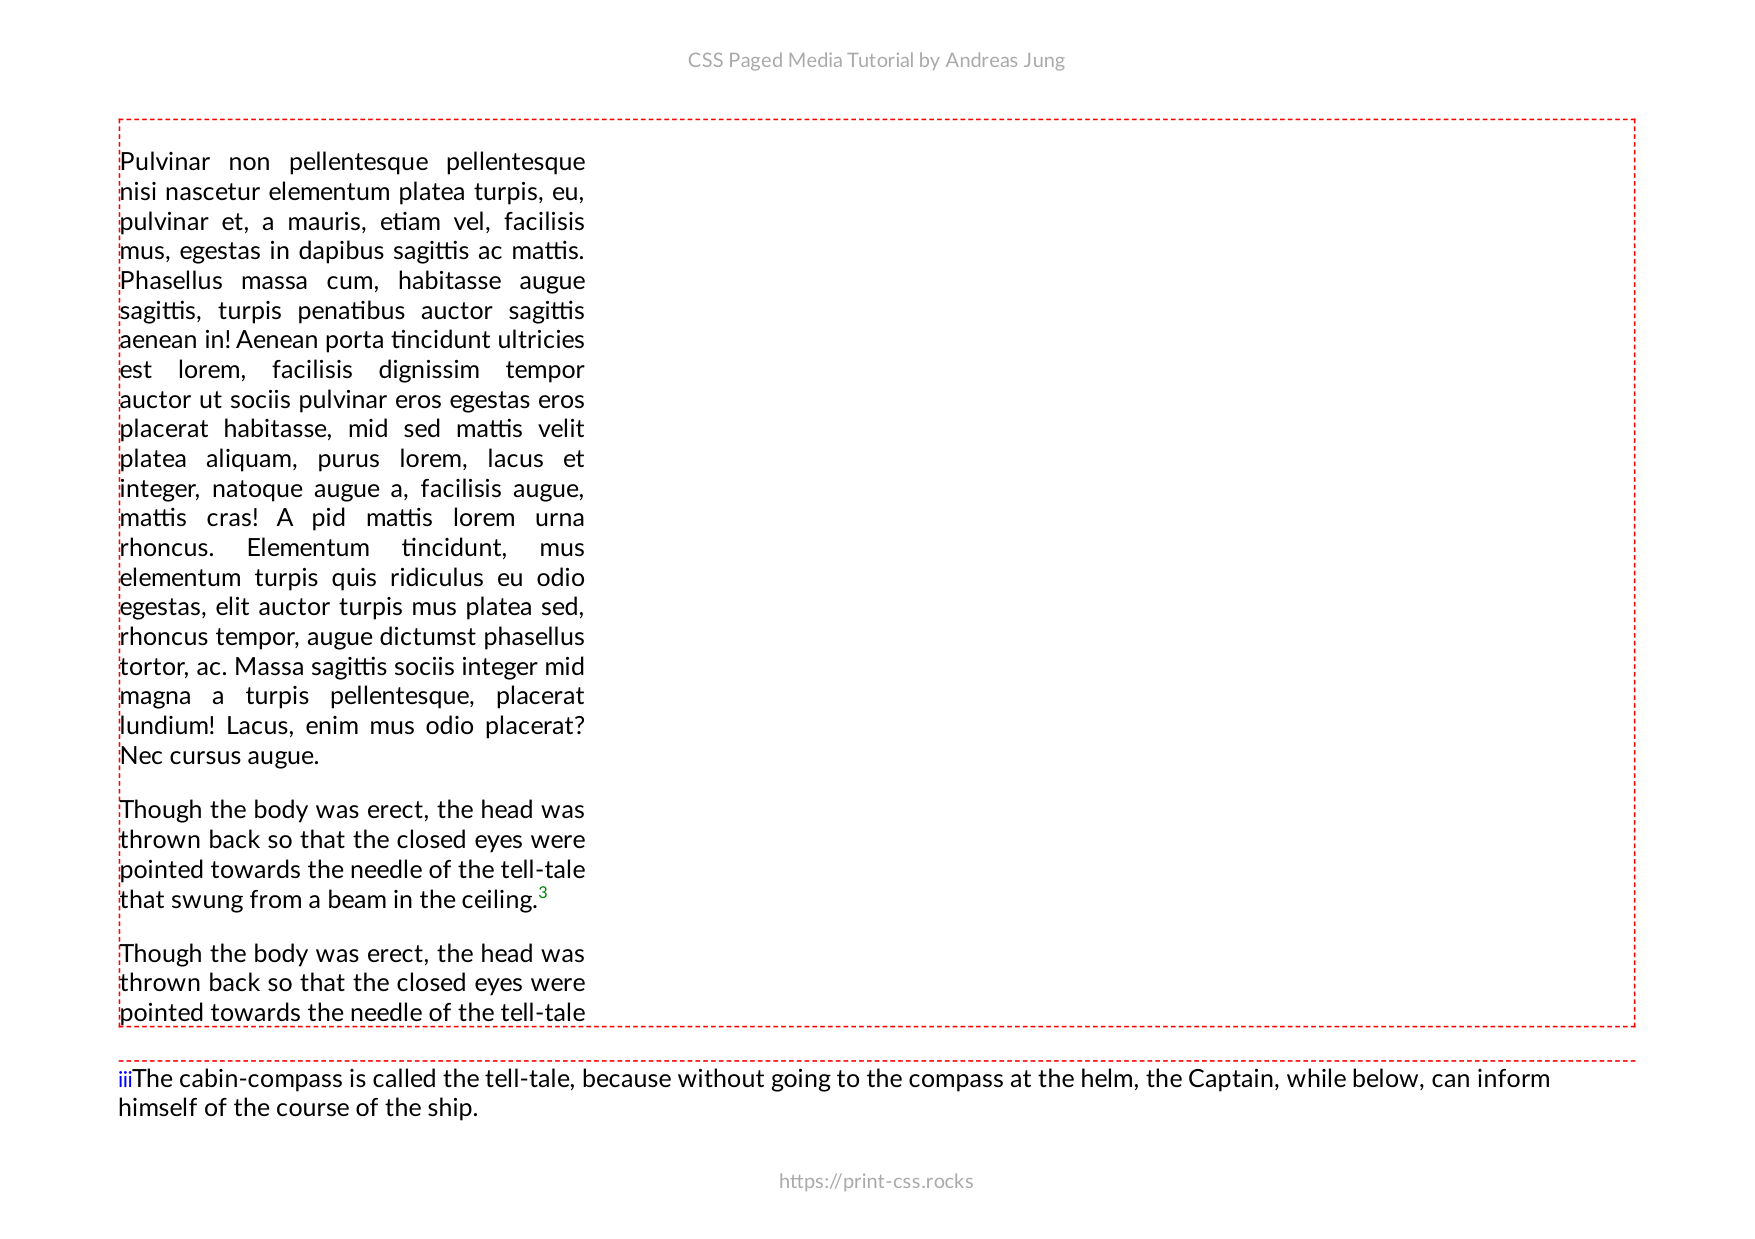 CSS Paged Media Tutorial by Andreas Jung
Pulvinar non pellentesque pellentesque
nisi nascetur elementum platea turpis, eu,
pulvinar et, a mauris, etiam vel, facilisis
mus, egestas in dapibus sagittis ac mattis.
Phasellus massa cum, habitasse augue
sagittis, turpis penatibus auctor sagittis
aenean in! Aenean porta tincidunt ultricies
est lorem, facilisis dignissim tempor
auctor ut sociis pulvinar eros egestas eros
placerat habitasse, mid sed mattis velit
platea aliquam, purus lorem, lacus et
integer, natoque augue a, facilisis augue,
mattis cras! A pid mattis lorem urna
rhoncus. Elementum tincidunt, mus
elementum turpis quis ridiculus eu odio
egestas, elit auctor turpis mus platea sed,
rhoncus tempor, augue dictumst phasellus
tortor, ac. Massa sagittis sociis integer mid
magna a turpis pellentesque, placerat
lundium! Lacus, enim mus odio placerat?
Nec cursus augue.
Though the body was erect, the head was
thrown back so that the closed eyes were
pointed towards the needle of the tell-tale
that swung from a beam in the ceiling.3
Though the body was erect, the head was
thrown back so that the closed eyes were
pointed towards the needle of the tell-tale
iiiThe cabin-compass is called the tell-tale, because without going to the compass at the helm, the Captain, while below, can inform
himself of the course of the ship.
https://print-css.rocks